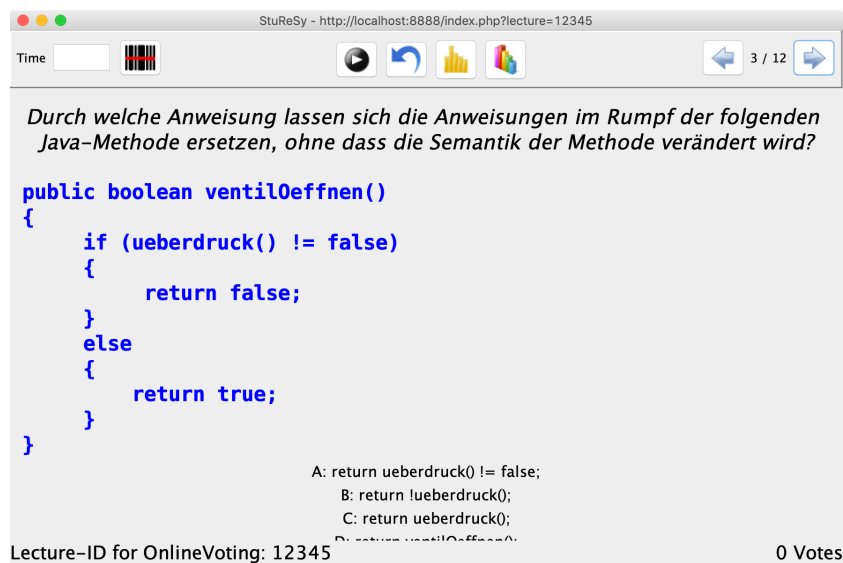 StuReSy - http://localhost:8888/index.php?lecture=12345
Time
3 / 12
Durch welche Anweisung lassen sich die Anweisungen im Rumpf der folgenden
Java-Methode ersetzen, ohne dass die Semantik der Methode verändert wird?
public boolean ventilOeffnen()
{
if (ueberdruck() != false)
{
return false;
}
else
{
return true;
}
}
A: return ueberdruck() != false;
B: return !ueberdruck();
C: return ueberdruck();
D: return ventilOeffnen();
Lecture-ID for OnlineVoting: 12345
0 Votes